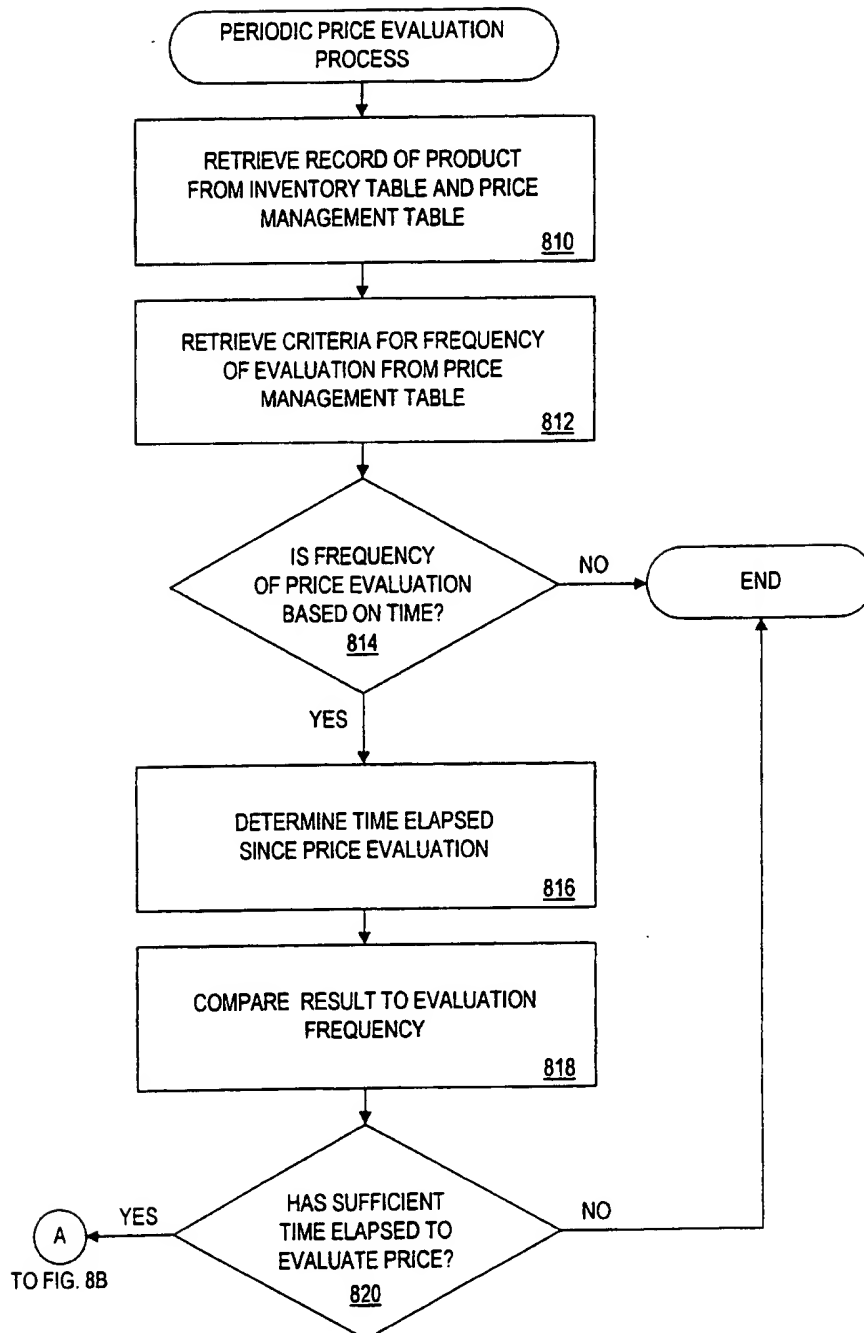 PERIODIC PRICE EVALUATION
PROCESS
RETRIEVE RECORD OF PRODUCT
FROM INVENTORY TABLE AND PRICE
MANAGEMENT TABLE
810
RETRIEVE CRITERIA FOR FREQUENCY
OF EVALUATION FROM PRICE
MANAGEMENT TABLE
812
IS FREQUENCY
OF PRICE EVALUATION
BASED ON TIME?
814
NO
END
YES
DETERMINE TIME ELAPSED
SINCE PRICE EVALUATION
816
COMPARE RESULT TO EVALUATION
FREQUENCY
818
HAS SUFFICIENT
TIME ELAPSED TO
EVALUATE PRICE?
820
NO
YES
A
TO FIG. 8B